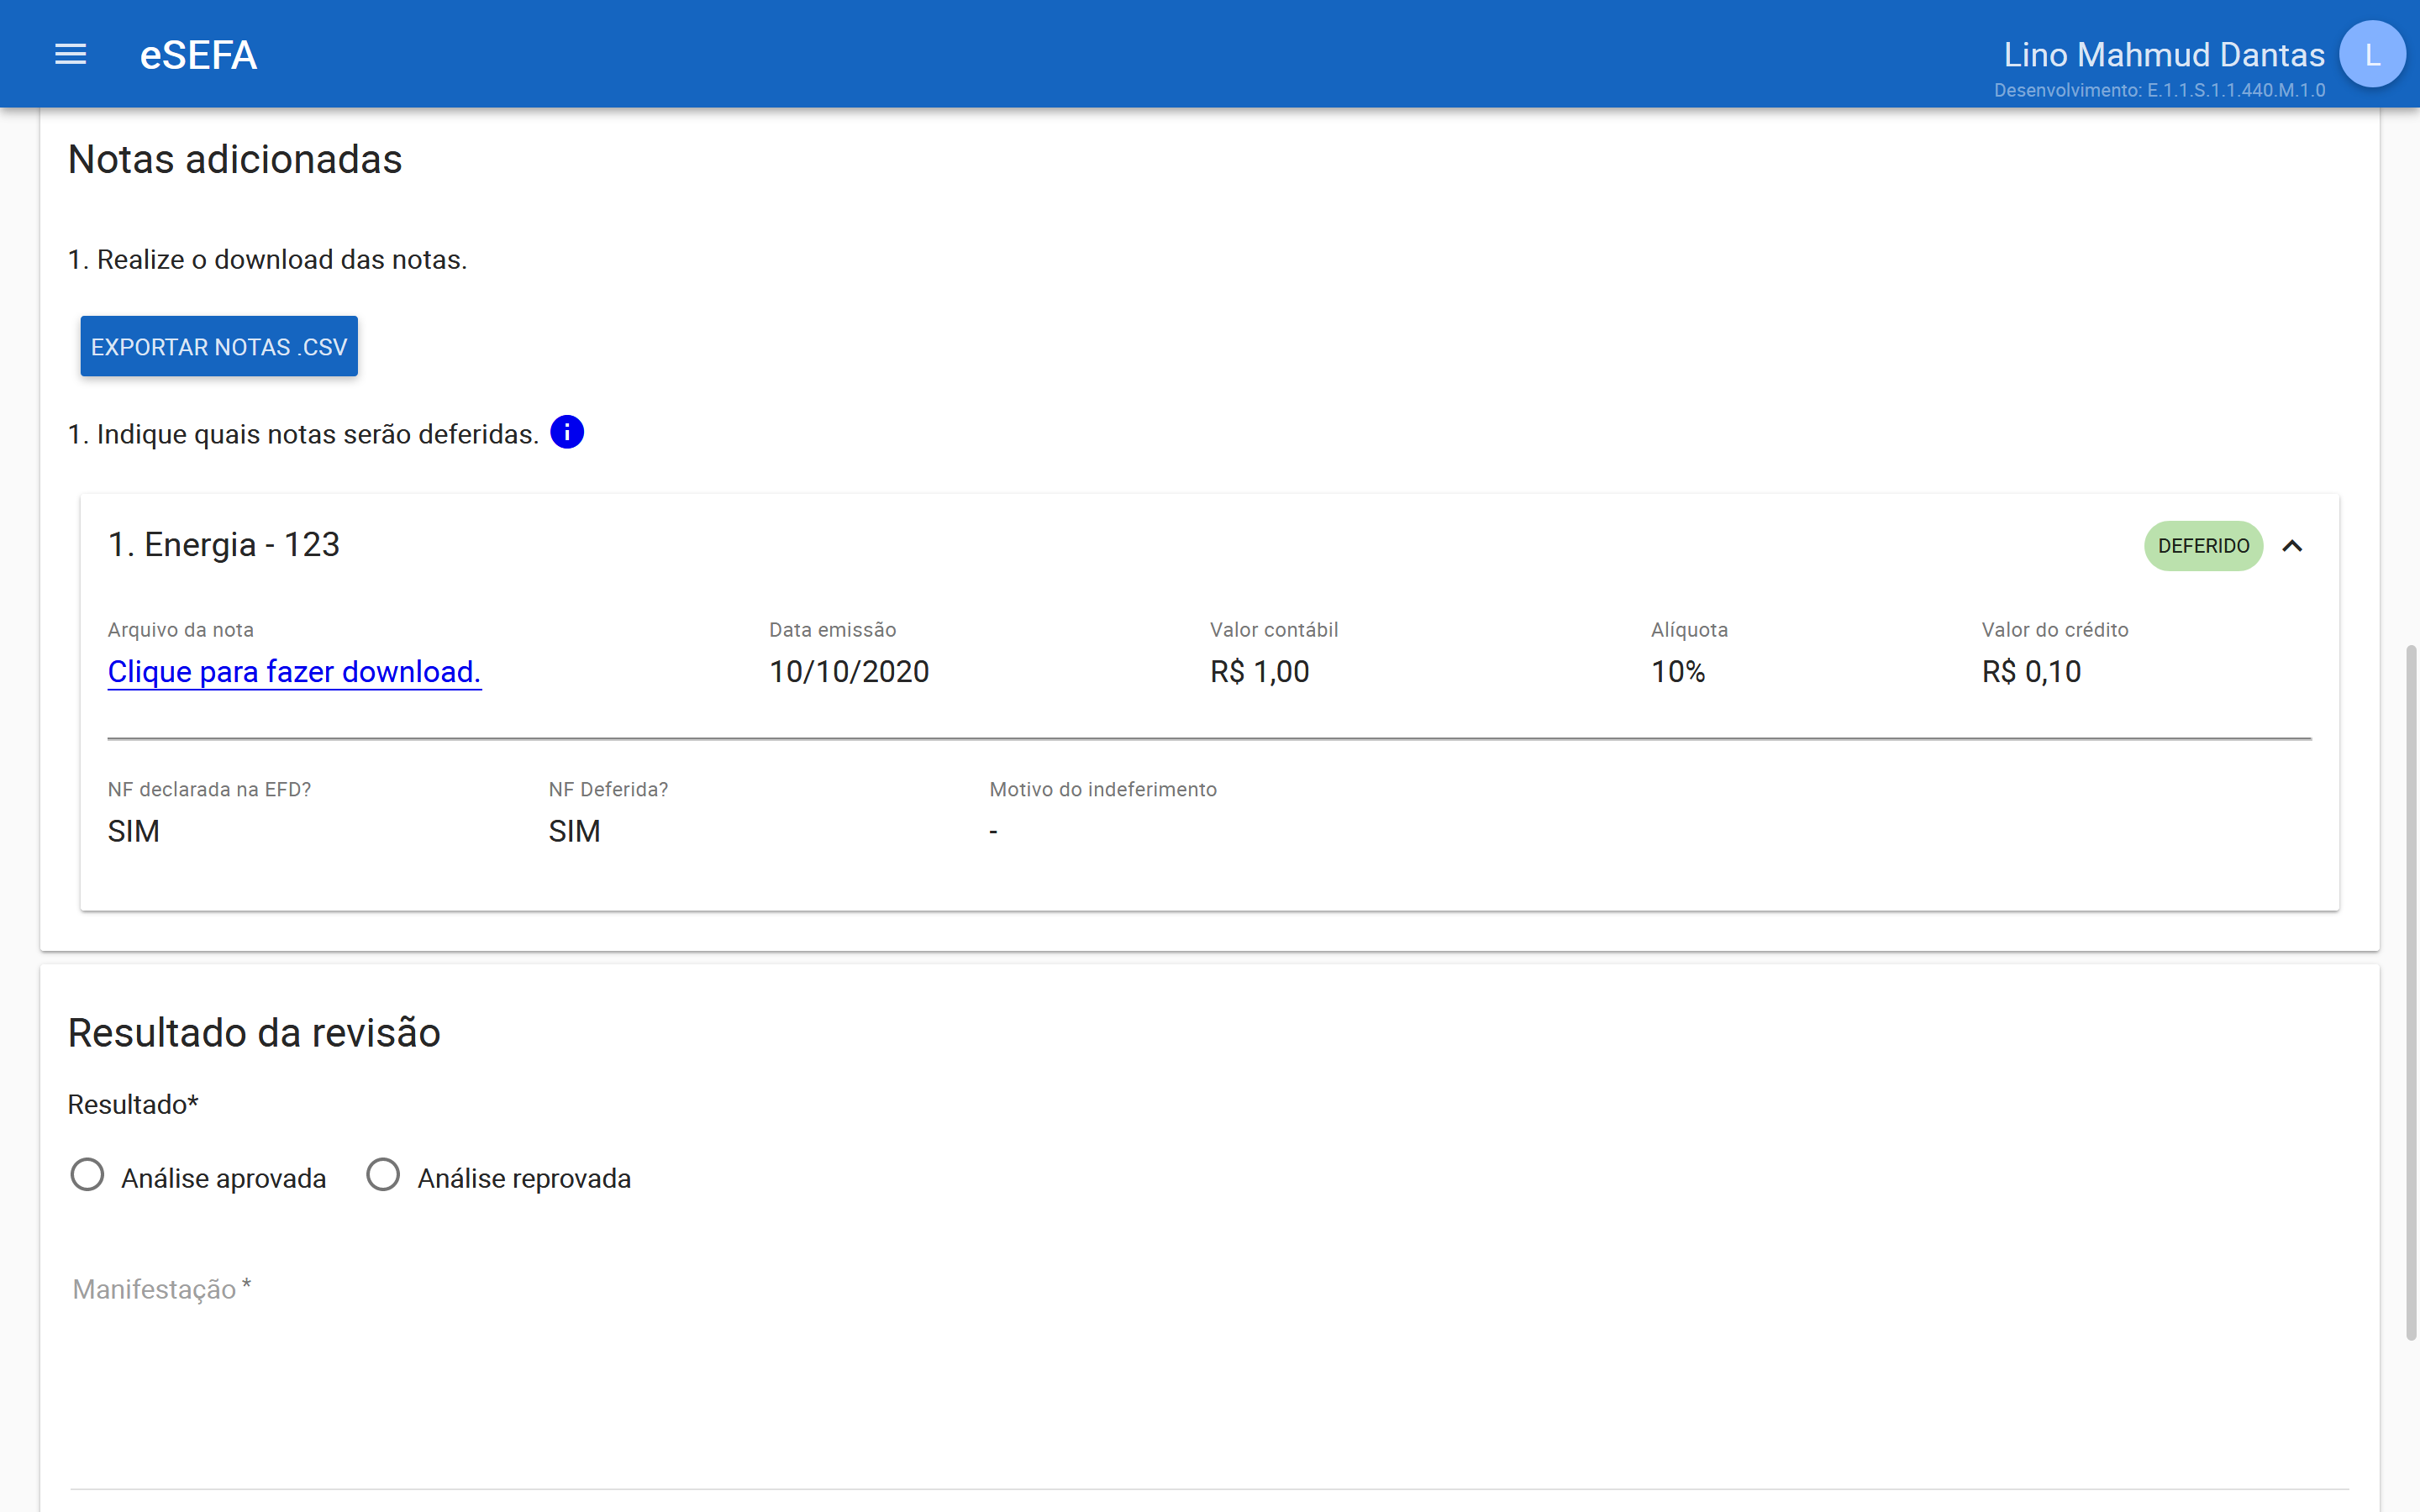 eSEFA
Lino Mahmud Dantas
L
Desenvolvimento: E.1.1.S.1.1.440.M.1.0
Notas adicionadas
1. Realize o download das notas.
EXPORTAR NOTAS .CSV
1. Indique quais notas serão deferidas.
1. Energia - 123
DEFERIDO
Arquivo da nota
Data emissão
Valor contábil
Alíquota
Valor do crédito
Clique para fazer download.
10/10/2020
R$ 1,00
10%
R$ 0,10
NF declarada na EFD?
NF Deferida?
Motivo do indeferimento
SIM
SIM
-
Resultado da revisão
Resultado*
Análise aprovada
Análise reprovada
Manifestação *